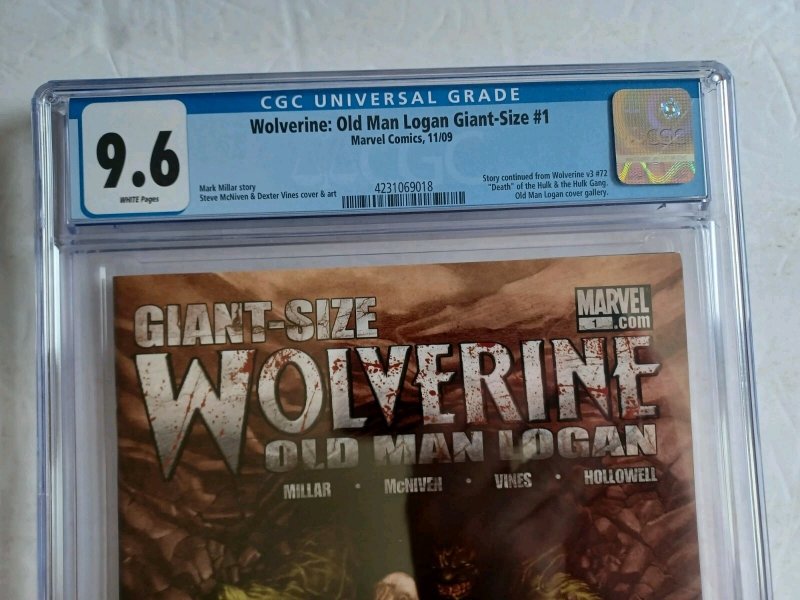 CGC UNIVERSAL GRADE
9.6
WHITE Pages
Wolverine: Old Man Logan Giant-Size #1
Marvel Comics, 11/09
Mark Millar story
Steve McNiven & Dexter Vines cover & art
4231069018
Story continued from Wolverine v3 #72
"Death" of the Hulk & the Hulk Gang.
Old Man Logan cover gallery.
CGC
CGC
GIANT-SIZE
MARVEL
1
.com
WOLVERINE
OLD MAN LOGAN
MILLAR · McNIVEN · VINES · HOLLOWELL